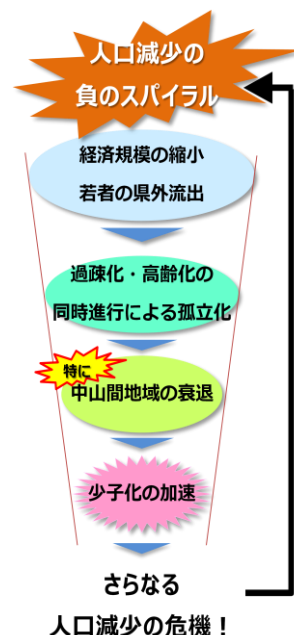 人口減少の
負のスパイラル
経済規模の縮小
若者の県外流出
過疎化・高齢化の
同時進行による孤立化
特に
中山間地域の衰退
少子化の加速
さらなる
人口減少の危機！